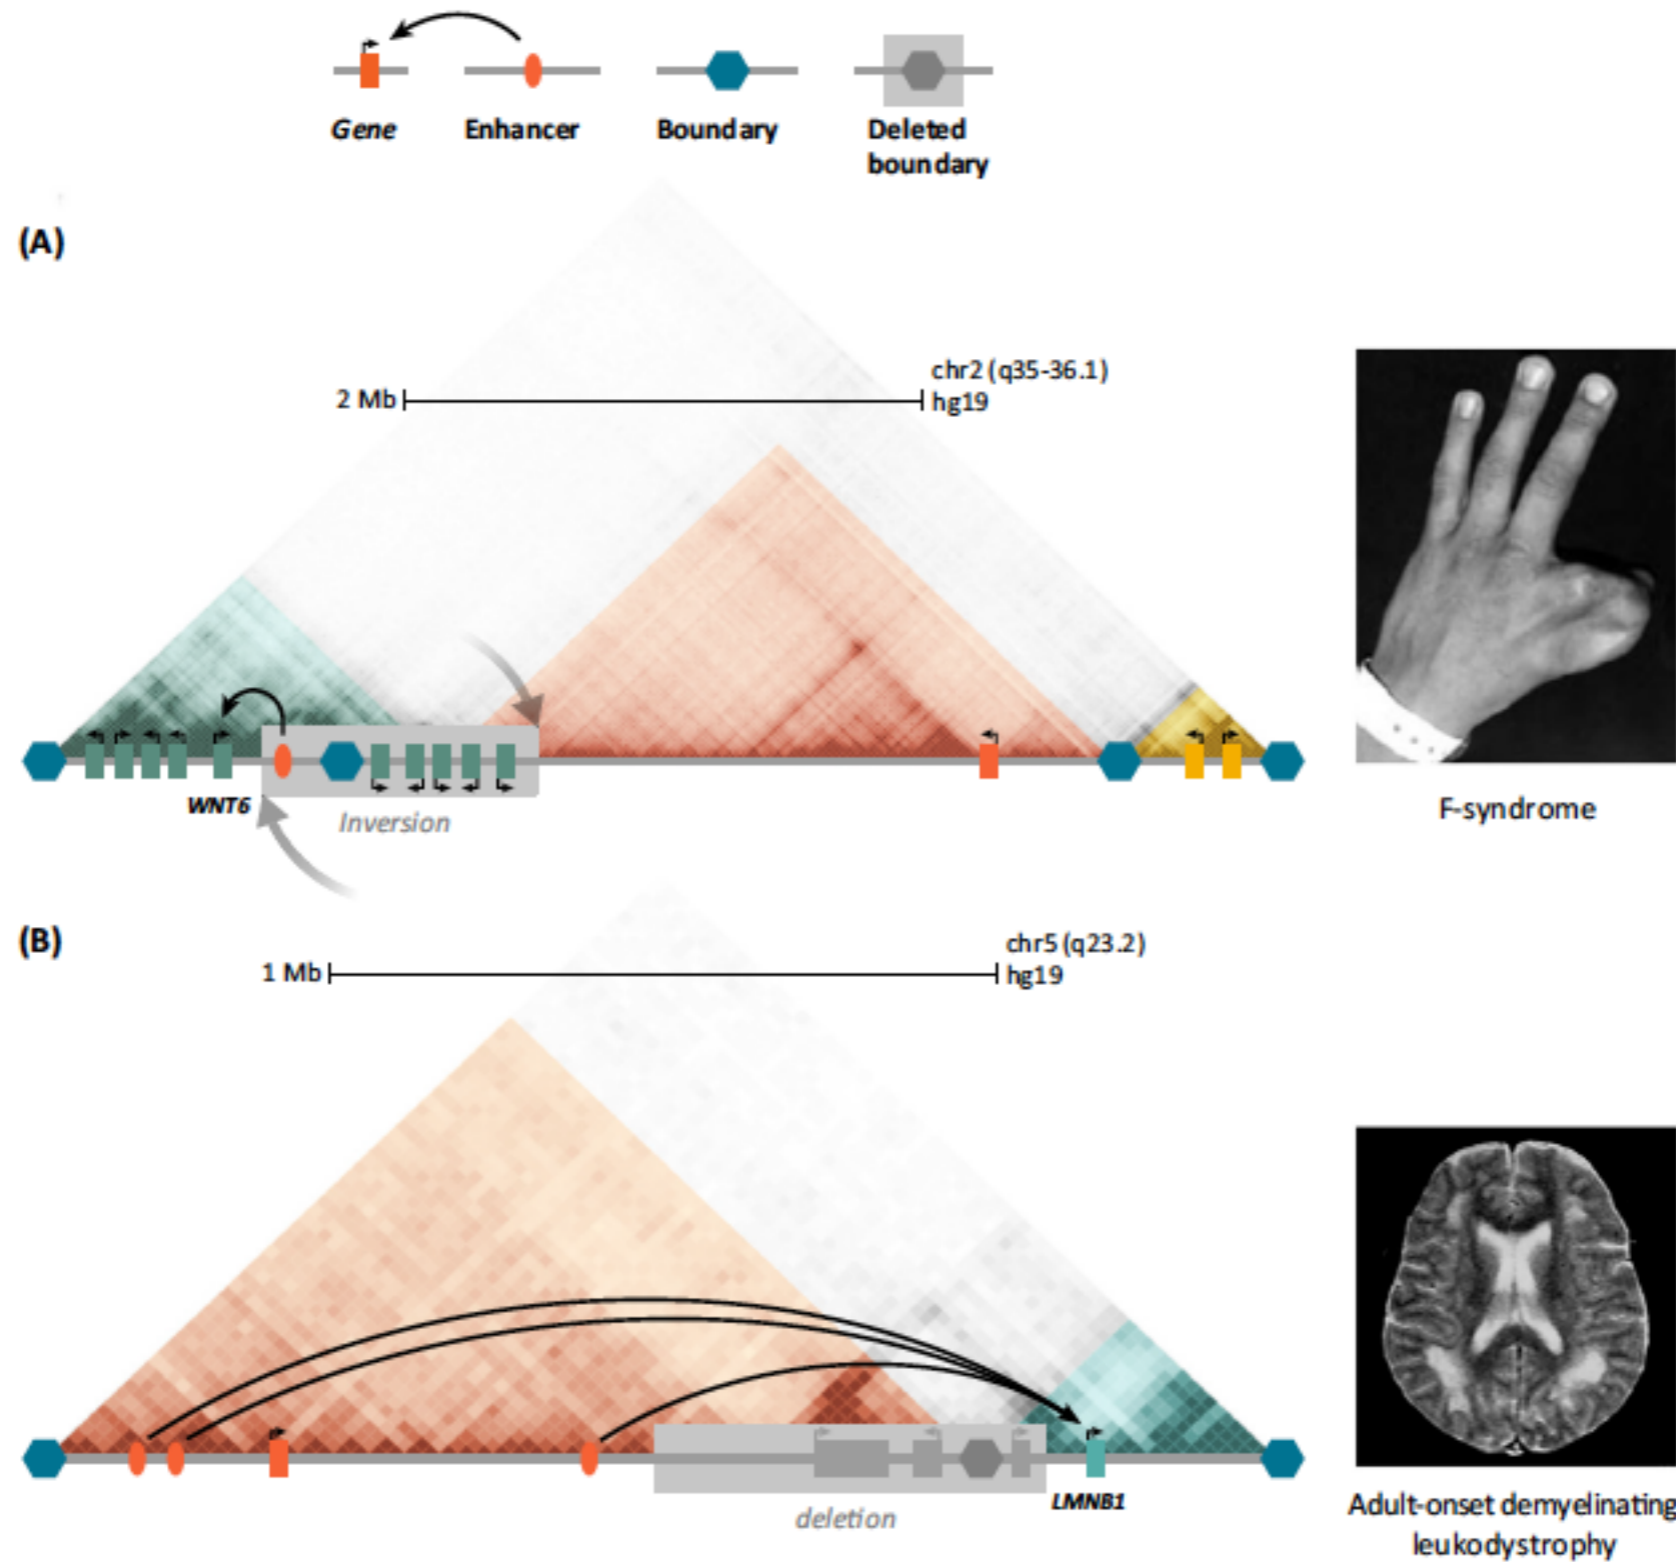 Gene Enhancer Boundary Deleted
boundary
(A)
chr2 (q35-36.1)
2 Mb hg19
WNT6
Inversion
F-syndrome
(B)
chr5 (q23.2)
1 Mb hg19
LMNB1
deletion
Adult-onset demyelinating
leukodystrophy